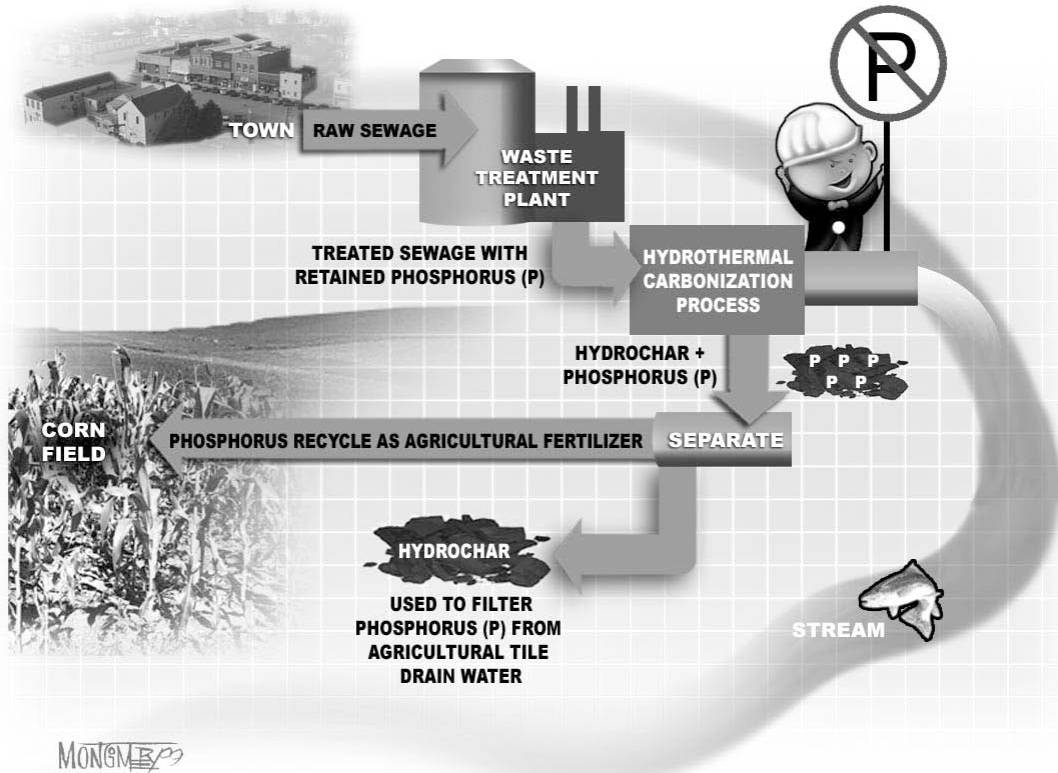 P
TOWN
RAW SEWAGE
WASTE
TREATMENT
PLANT
TREATED SEWAGE WITH
RETAINED PHOSPHORUS (P)
HYDROTHERMAL
CARBONIZATION
PROCESS
HYDROCHAR +
PHOSPHORUS (P)
P P P
P P
CORN
FIELD
PHOSPHORUS RECYCLE AS AGRICULTURAL FERTILIZER
SEPARATE
HYDROCHAR
USED TO FILTER
PHOSPHORUS (P) FROM
AGRICULTURAL TILE
DRAIN WATER
STREAM